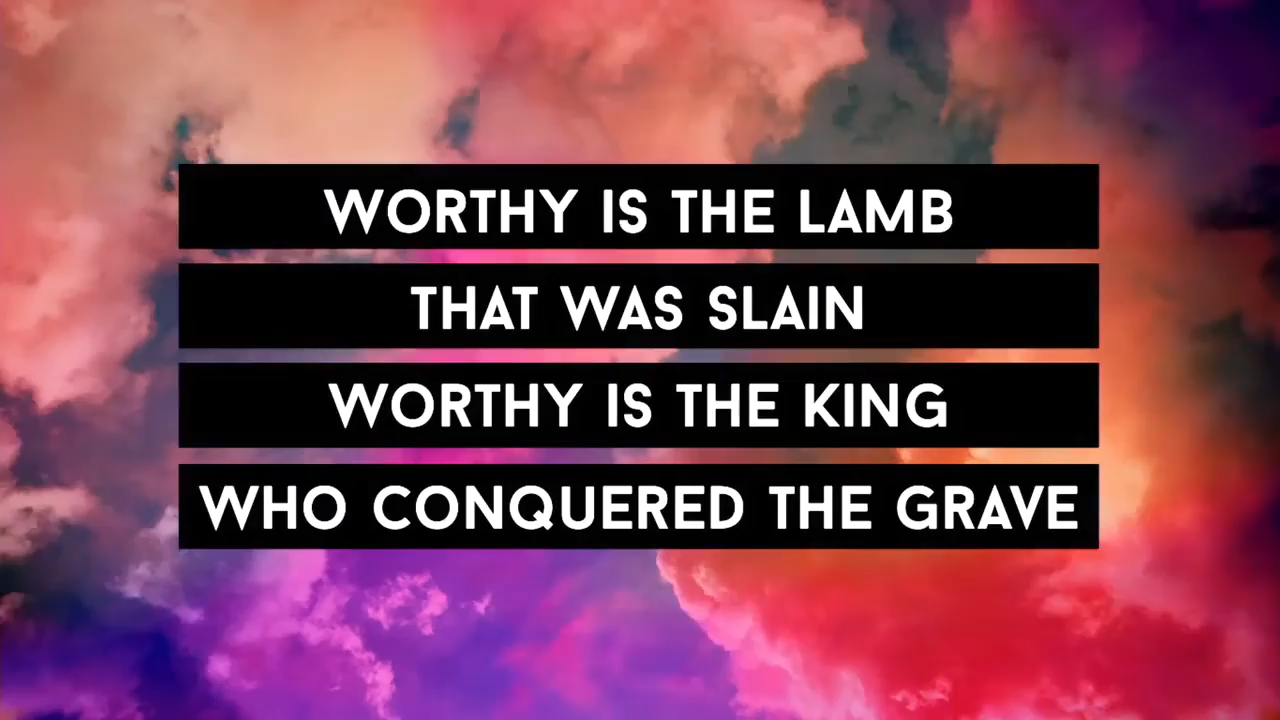 WORTHY IS THE LAMB
THAT WAS SLAIN
WORTHY IS THE KING
WHO CONQUERED THE GRAVE